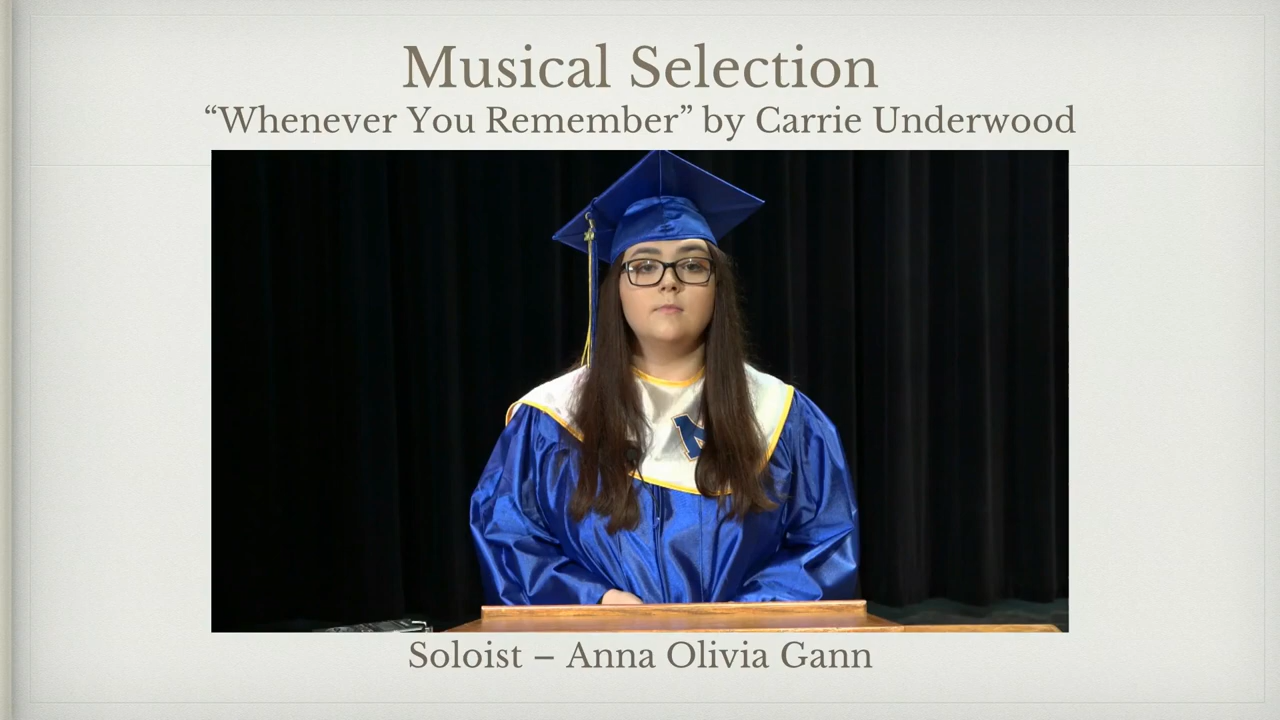 Musical Selection
“Whenever You Remember” by Carrie Underwood
Soloist – Anna Olivia Gann